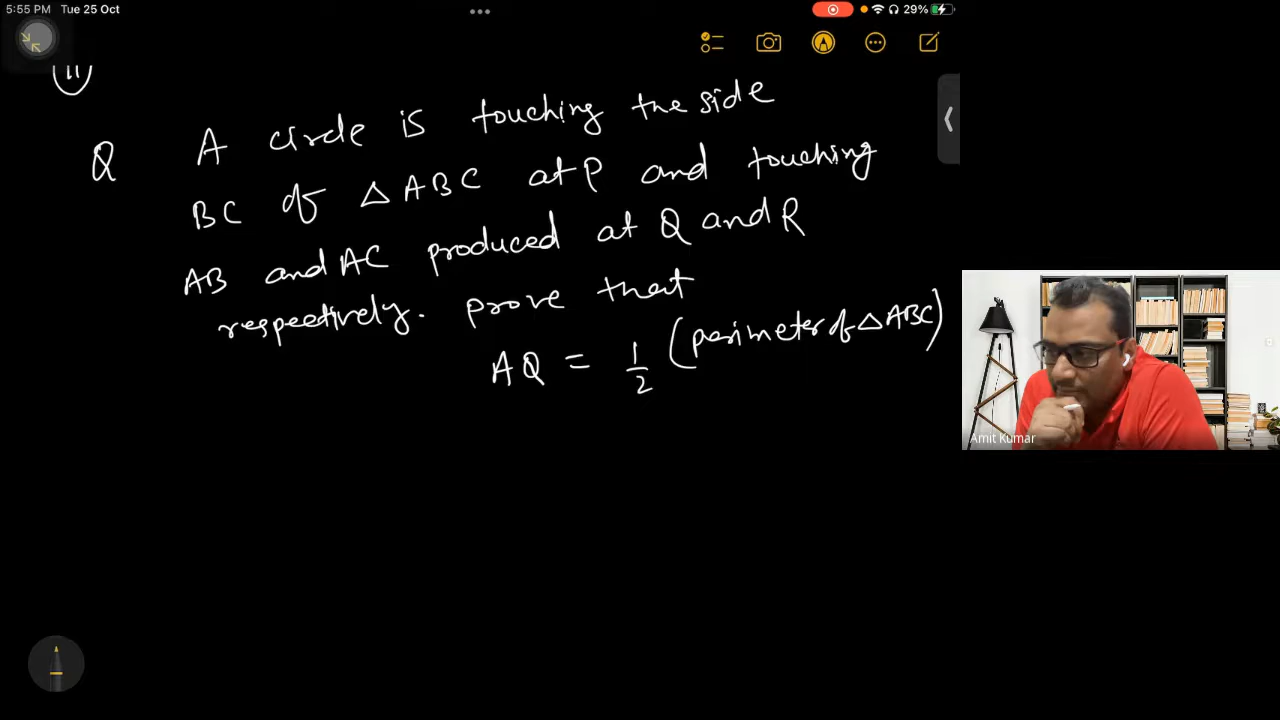 5:55 PM Tue 25 Oct
29%
11
Q A circle is touching the side
BC of △ ABC at P and touching
AB and AC produced at Q and R
respectively. prove that
AQ = 1/2 (perimeter of △ ABC)
Amit Kumar